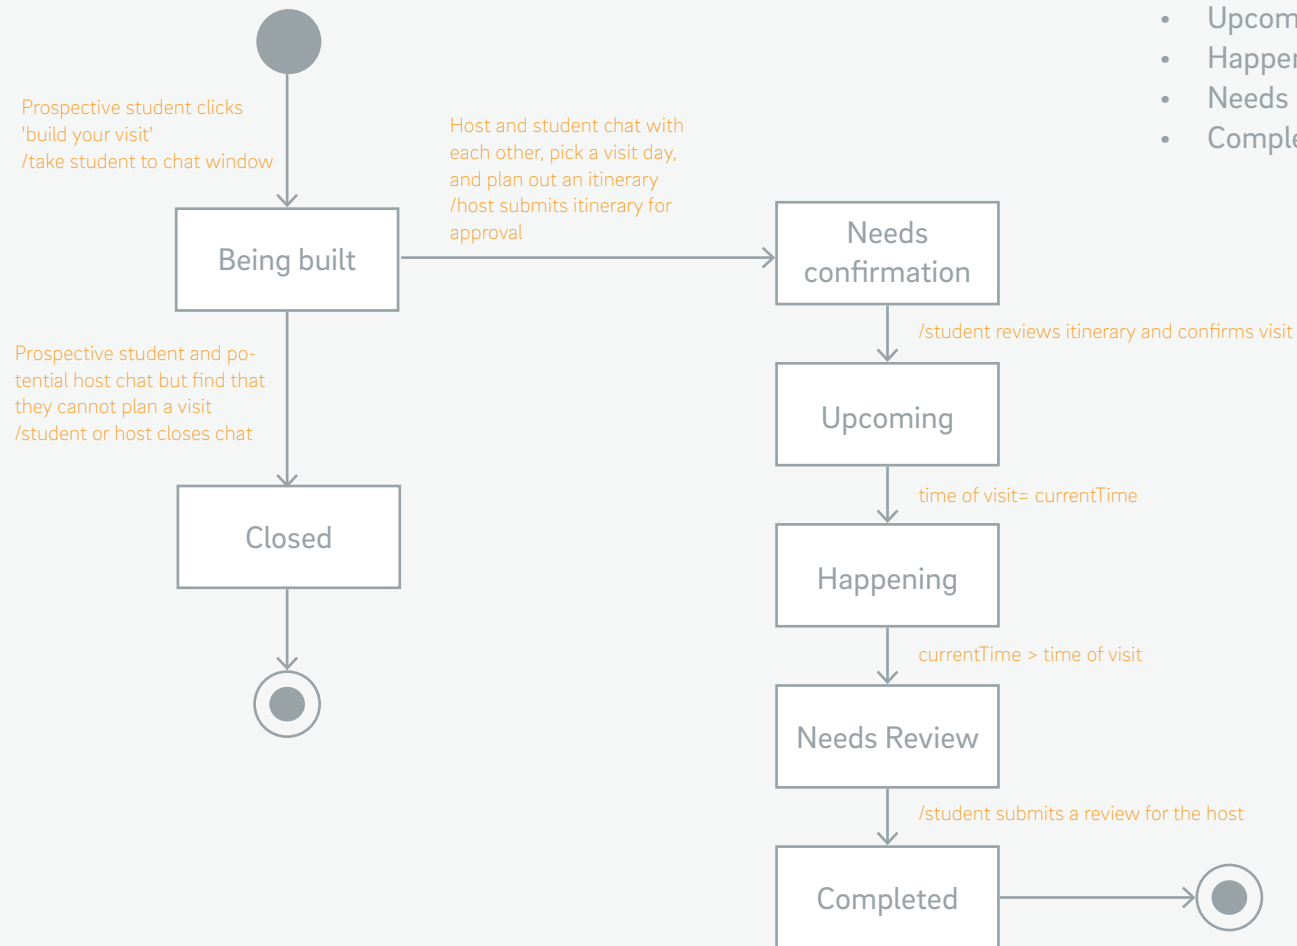 • Upcom
• Happer
• Needs
• Comple
Prospective student clicks
'build your visit'
/take student to chat window
Host and student chat with
each other, pick a visit day,
and plan out an itinerary
/host submits itinerary for
approval
Being built
Needs
confirmation
/student reviews itinerary and confirms visit
Prospective student and po-
tential host chat but find that
they cannot plan a visit
/student or host closes chat
Upcoming
time of visit= currentTime
Closed
Happening
currentTime > time of visit
Needs Review
/student submits a review for the host
Completed